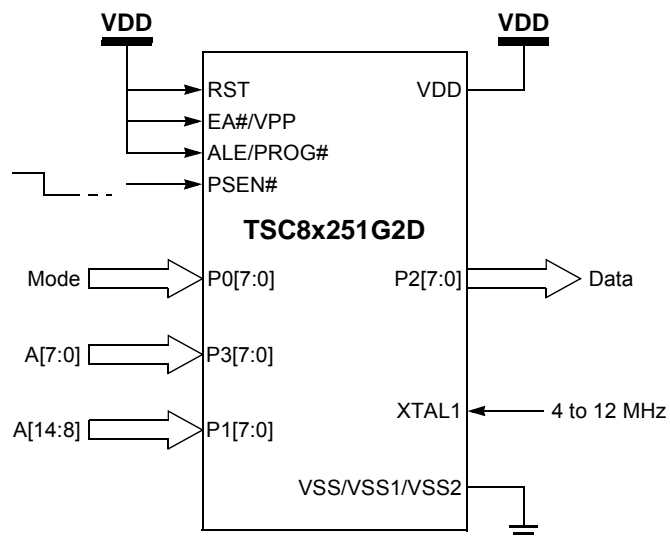 VDD
VDD
RST
VDD
EA#/VPP
ALE/PROG#
PSEN#
TSC8x251G2D
Mode
P0[7:0]
P2[7:0]
Data
A[7:0]
P3[7:0]
XTAL1
4 to 12 MHz
A[14:8]
P1[7:0]
VSS/VSS1/VSS2